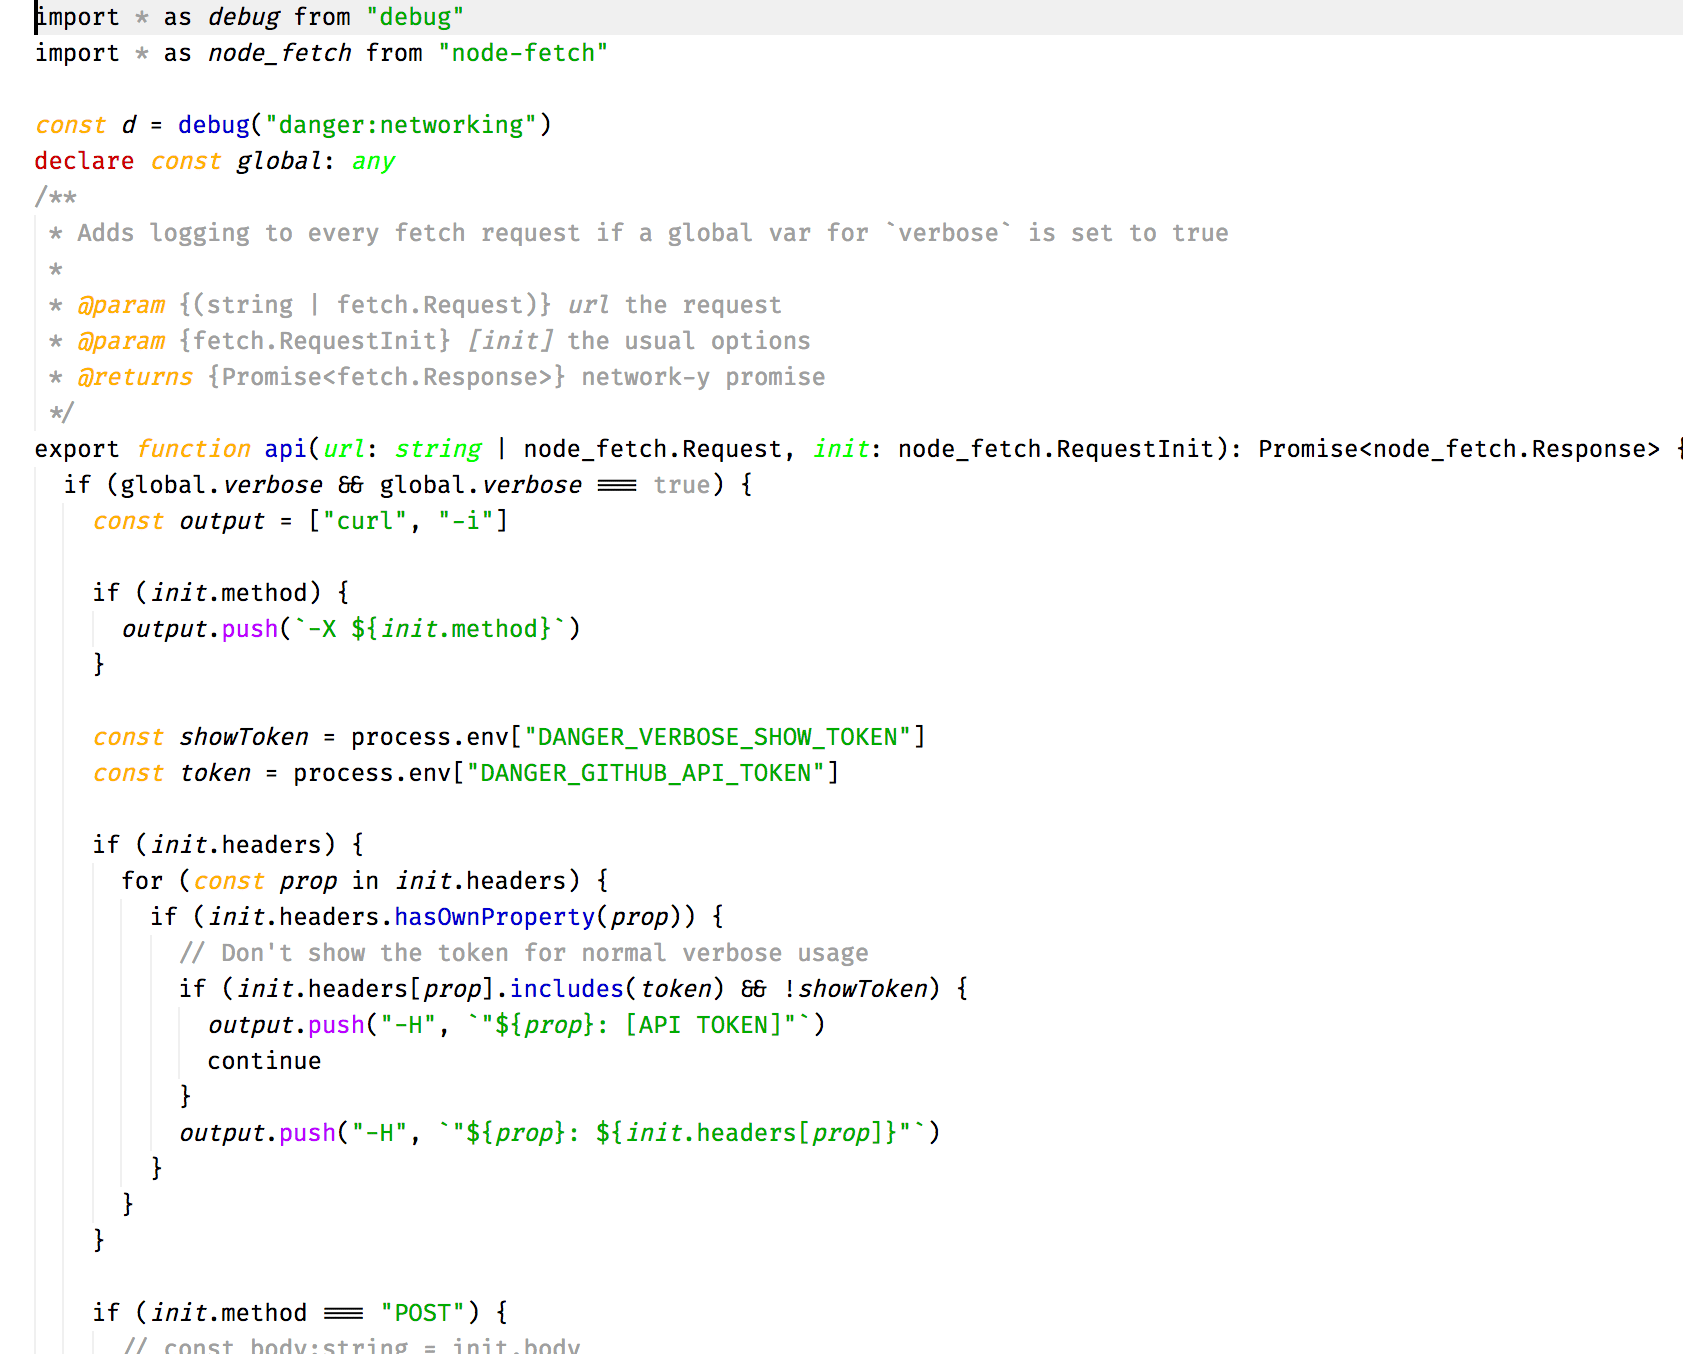 import * as debug from "debug"
import * as node_fetch from "node-fetch"
const d = debug("danger:networking")
declare const global: any
/**
 * Adds logging to every fetch request if a global var for `verbose` is set to true
 *
 * @param {(string | fetch.Request)} url the request
 * @param {fetch.RequestInit} [init] the usual options
 * @returns {Promise<fetch.Response>} network-y promise
 */
export function api(url: string | node_fetch.Request, init: node_fetch.RequestInit): Promise<node_fetch.Response> {
  if (global.verbose && global.verbose === true) {
    const output = ["curl", "-i"]
    if (init.method) {
      output.push(`-X ${init.method}`)
    }
    const showToken = process.env["DANGER_VERBOSE_SHOW_TOKEN"]
    const token = process.env["DANGER_GITHUB_API_TOKEN"]
    if (init.headers) {
      for (const prop in init.headers) {
        if (init.headers.hasOwnProperty(prop)) {
          // Don't show the token for normal verbose usage
          if (init.headers[prop].includes(token) && !showToken) {
            output.push("-H", `"${prop}: [API TOKEN]"`)
            continue
          }
          output.push("-H", `"${prop}: ${init.headers[prop]}"`)
        }
      }
    }
    if (init.method === "POST") {
      // const body:string = init.body